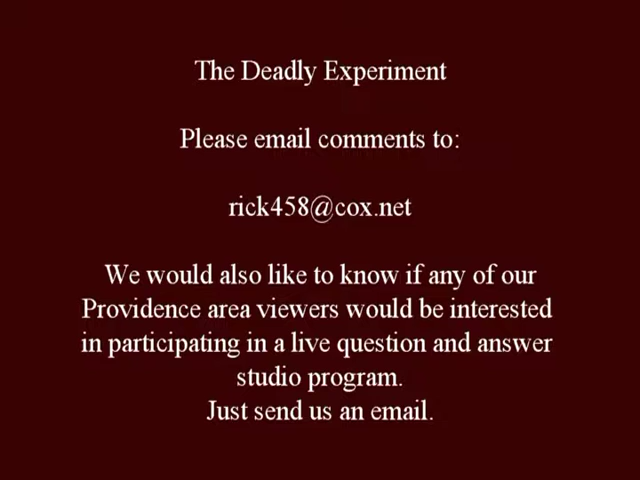 The Deadly Experiment
Please email comments to:
rick458@cox.net
We would also like to know if any of our
Providence area viewers would be interested
in participating in a live question and answer
studio program.
Just send us an email.